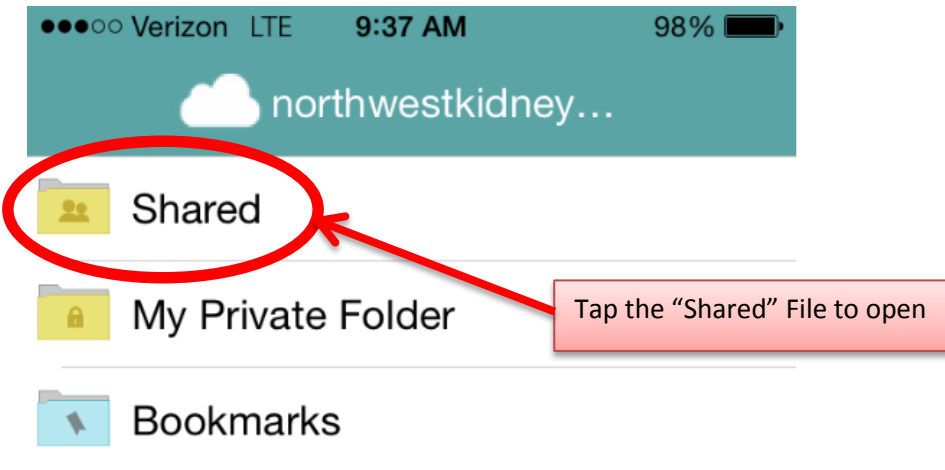 ●●●○○ Verizon LTE 9:37 AM 98%
northwestkidney...
Shared
My Private Folder
Tap the “Shared” File to open
Bookmarks